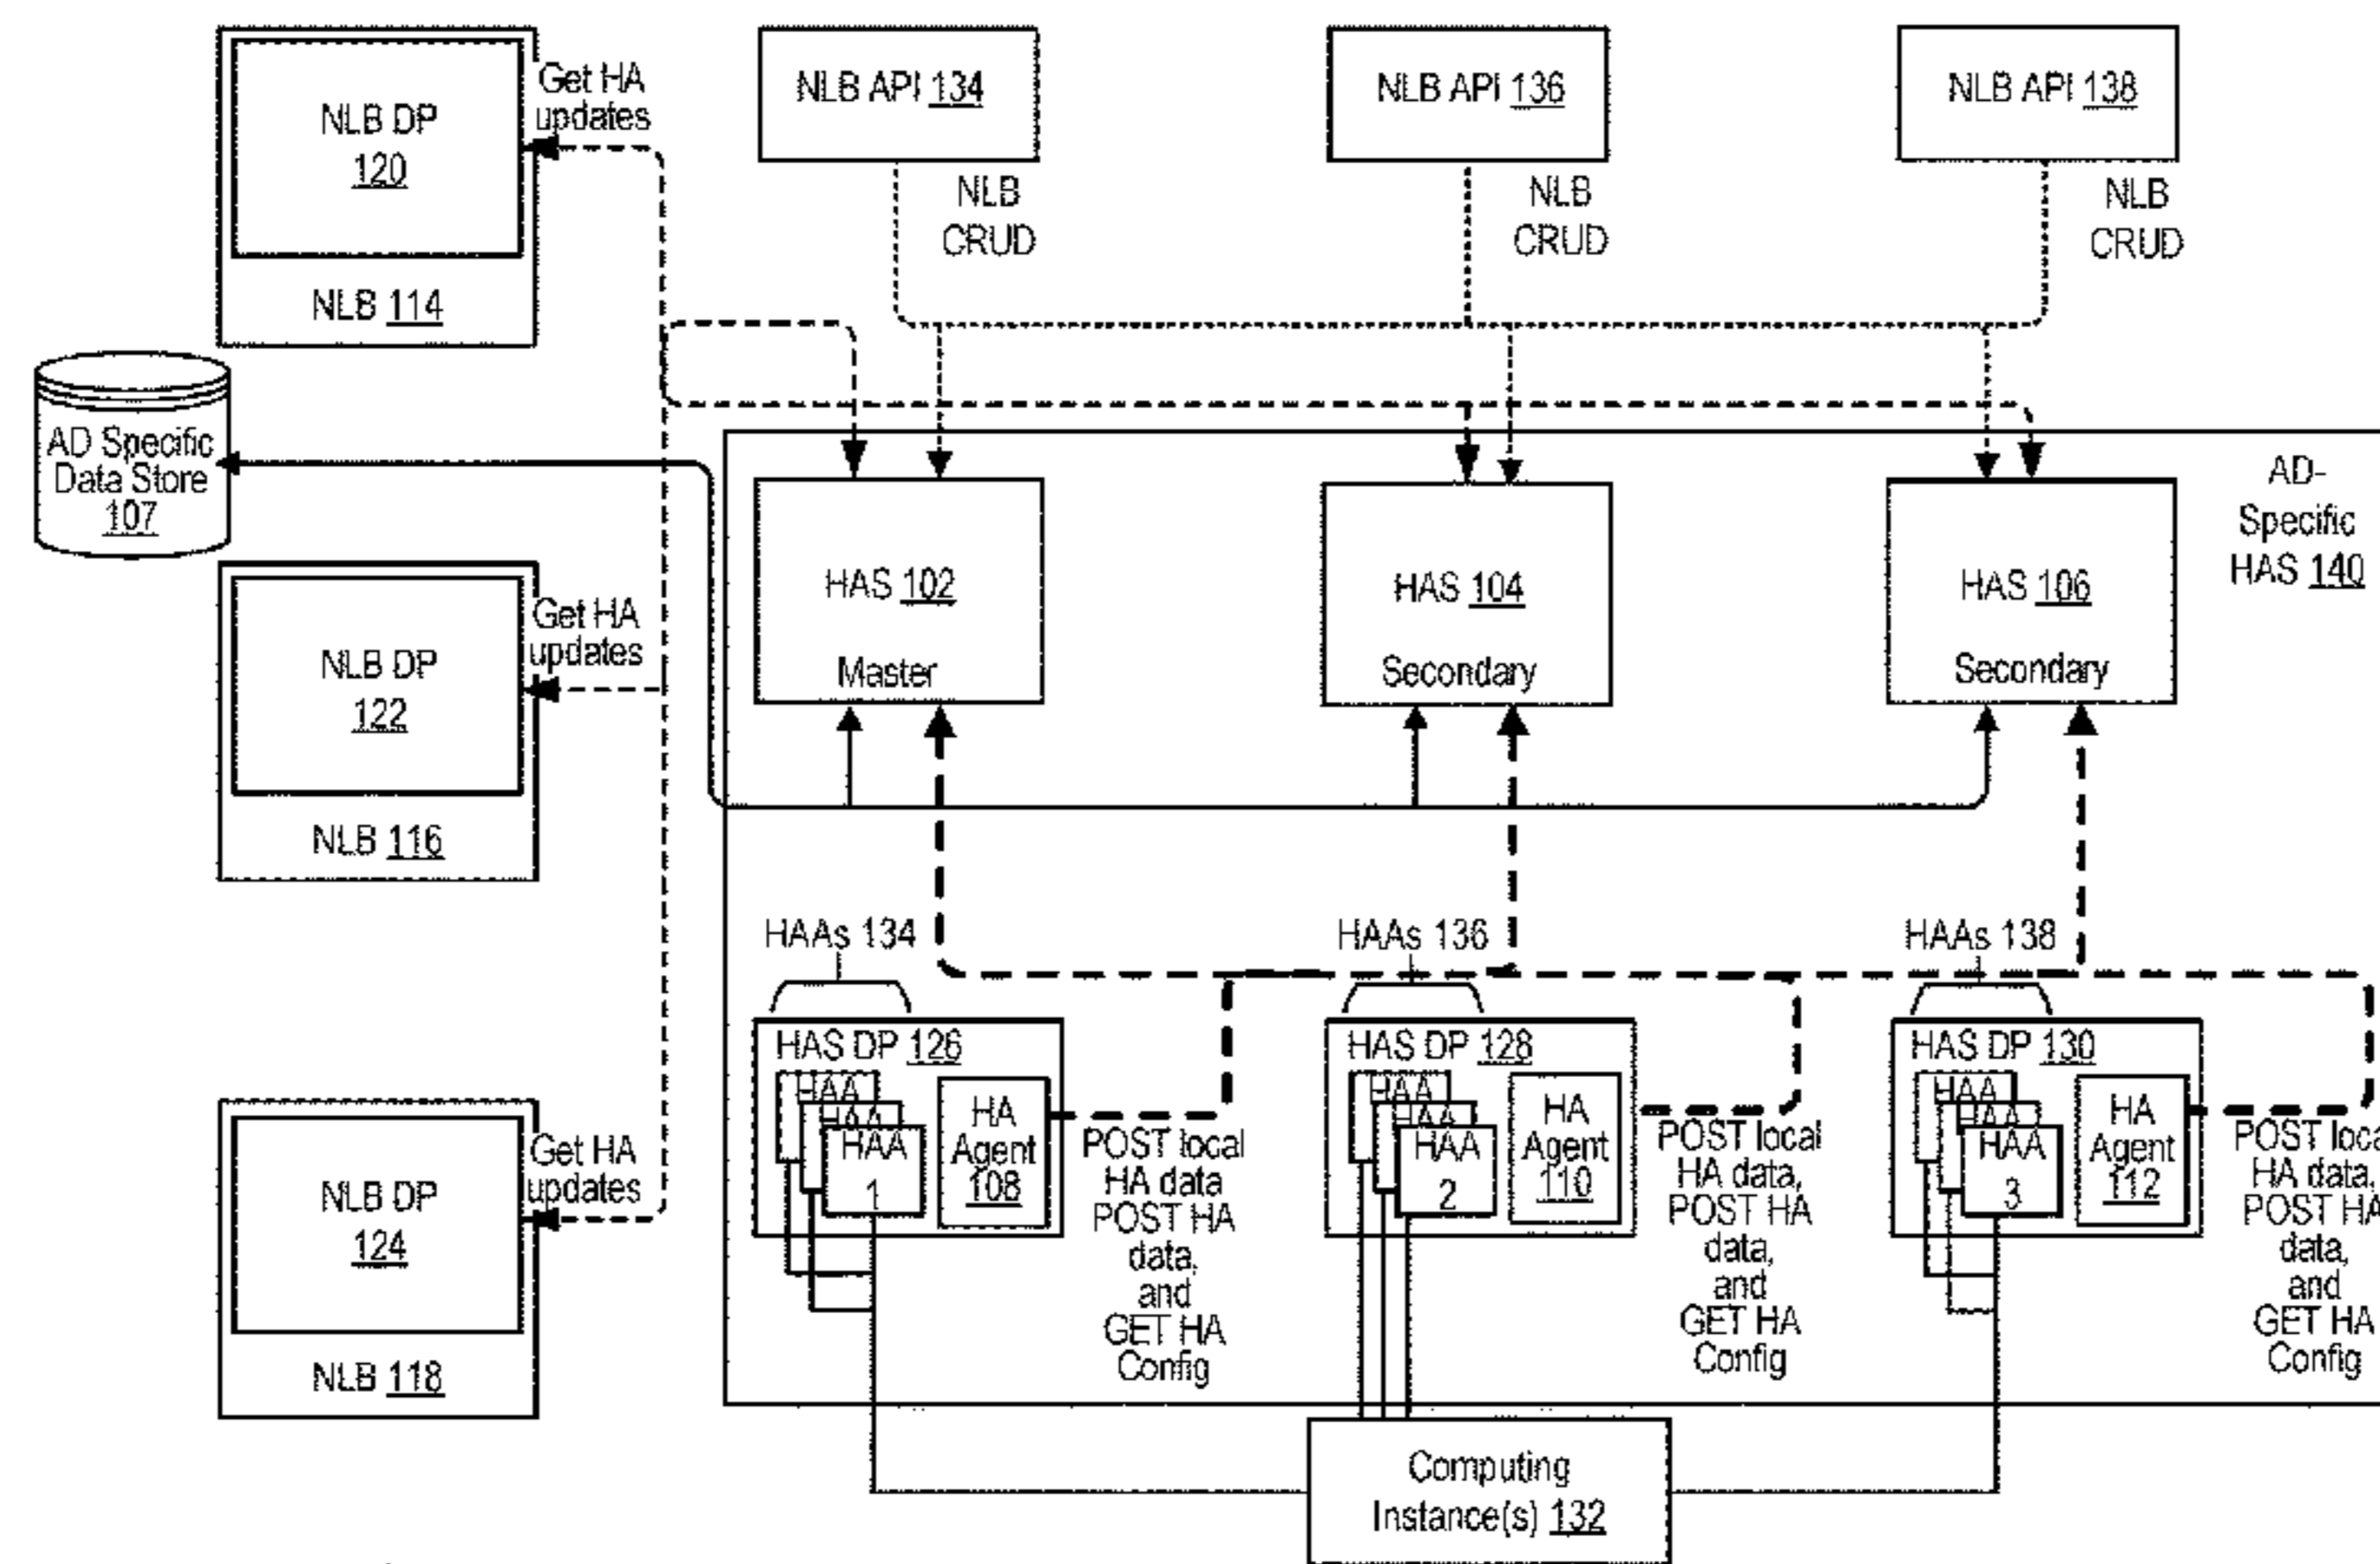 NLB DP
120
NLB 114
Get HA
updates
NLB API 134
NLB
CRUD
NLB API 136
NLB
CRUD
NLB API 138
NLB
CRUD
AD Specific
Data Store
107
NLB DP
122
NLB 116
Get HA
updates
NLB DP
124
NLB 118
Get HA
updates
HAS 102
Master
HAS 104
Secondary
HAS 106
Secondary
AD-
Specific
HAS 140
HAAs 134
HAS DP 126
HAA
HAA
HAA
1
HA
Agent
108
POST local
HA data
POST HA
data,
and
GET HA
Config
HAAs 136
HAS DP 128
HAA
HAA
HAA
2
HA
Agent
110
POST local
HA data,
POST HA
data,
and
GET HA
Config
HAAs 138
HAS DP 130
HAA
HAA
HAA
3
HA
Agent
112
POST loca
HA data,
POST HA
data,
and
GET HA
Config
Computing
Instance(s) 132